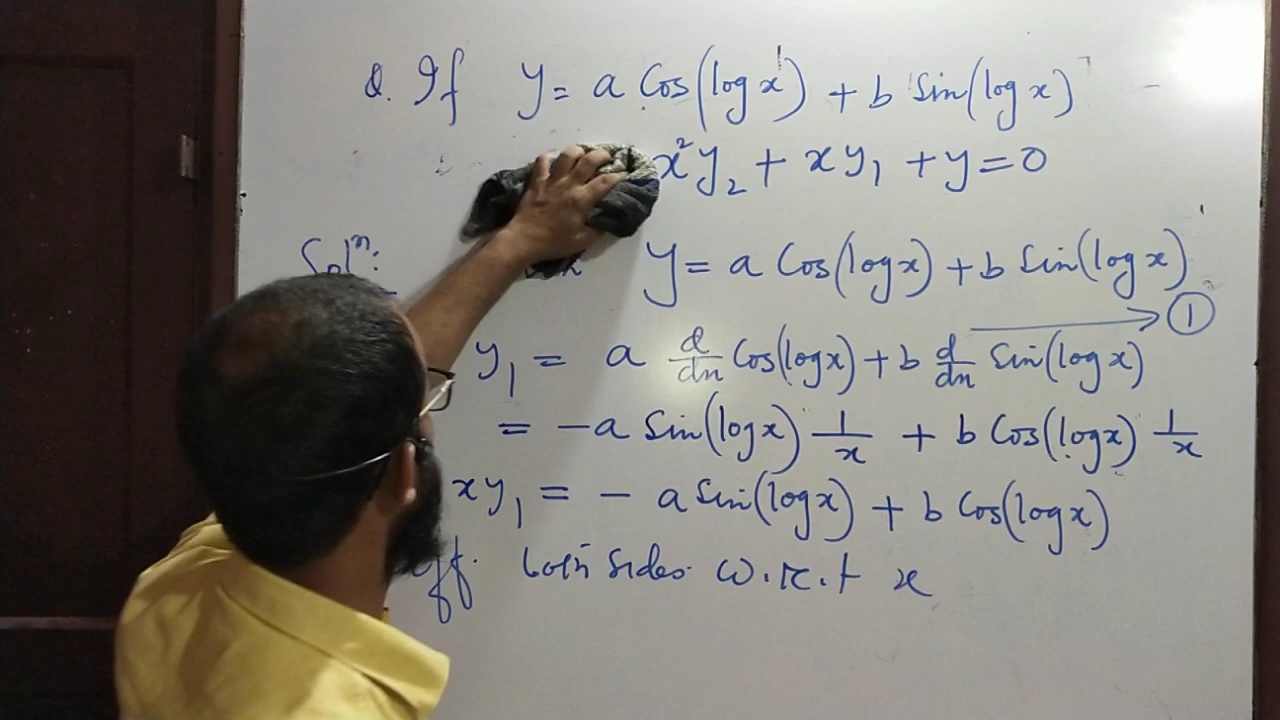 Q. If y = a Cos(log x) + b Sin(log x)
x²y₂ + xy₁ + y = 0
Solⁿ: y = a Cos(log x) + b Sin(log x)
→ ①
y₁ = a d/dx Cos(log x) + b d/dx Sin(log x)
= -a Sin(log x) 1/x + b Cos(log x) 1/x
xy₁ = - a Sin(log x) + b Cos(log x)
both sides w.r.t x